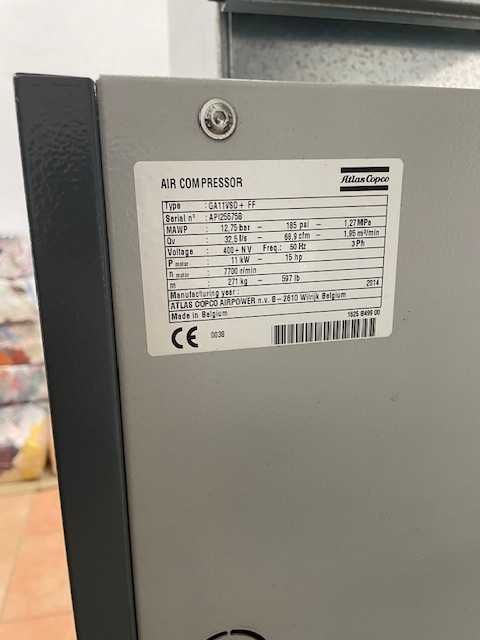 AIR COMPRESSOR
Atlas Copco
Type : GA11VSD+ FF
Serial n° : API255756
MAWP : 12,75 bar – 185 psi – 1,27 MPa
Qv : 32,5 l/s – 68,9 cfm – 1,95 m³/min
Voltage : 400+N V Freq.: 50 Hz 3 Ph
P motor : 11 kW – 15 hp
n motor : 7700 r/min
m : 271 kg – 597 lb
Manufacturing year: 2014
ATLAS COPCO AIRPOWER n.v. B – 2610 Wilrijk Belgium
Made in Belgium
CE 0038
1625 8499 00